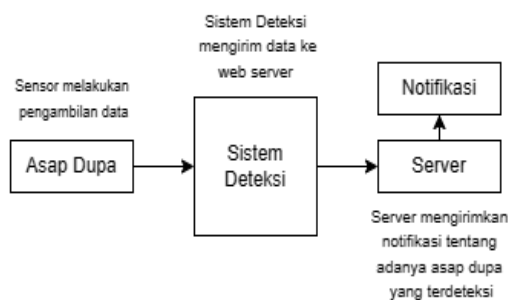 Sistem Deteksi
mengirim data ke
web server
Sensor melakukan
pengambilan data
Notifikasi
Asap Dupa
Sistem
Deteksi
Server
Server mengirimkan
notifikasi tentang
adanya asap dupa
yang terdeteksi